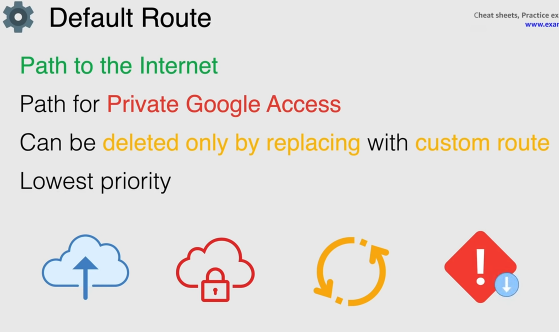 Default Route
Cheat sheets, Practice ex
www.exa
Path to the Internet
Path for Private Google Access
Can be deleted only by replacing with custom route
Lowest priority